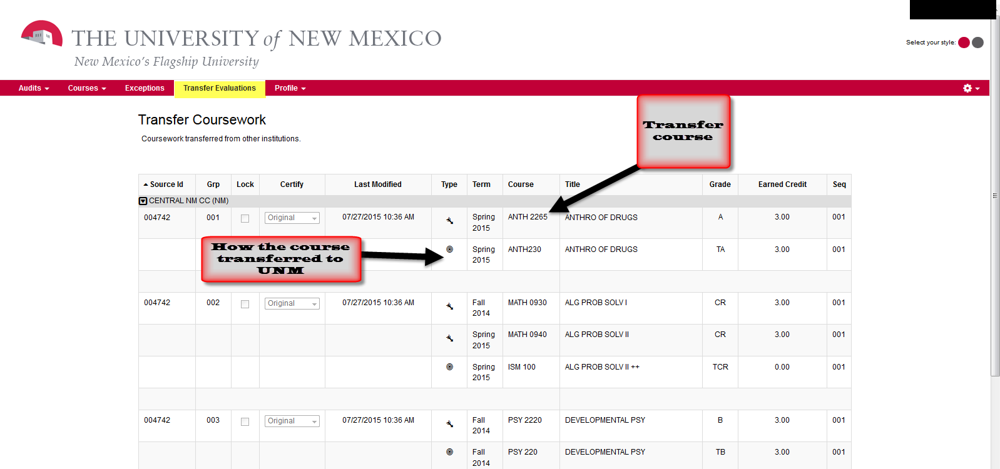 THE UNIVERSITY of NEW MEXICO
New Mexico's Flagship University
Select your style:
Audits Courses Exceptions Transfer Evaluations Profile
Transfer Coursework
Coursework transferred from other institutions.
Transfer
course
Source Id Grp Lock Certify Last Modified Type Term Course Title Grade Earned Credit Seq
CENTRAL NM CC (NM)
004742 001 Original 07/27/2015 10:36 AM Spring 2015 ANTH 2265 ANTHRO OF DRUGS A 3.00 001
How the course
transferred to
UNM
Spring 2015 ANTH230 ANTHRO OF DRUGS TA 3.00 001
004742 002 Original 07/27/2015 10:36 AM Fall 2014 MATH 0930 ALG PROB SOLV I CR 3.00 001
Spring 2015 MATH 0940 ALG PROB SOLV II CR 3.00 001
Spring 2015 ISM 100 ALG PROB SOLV II ++ TCR 0.00 001
004742 003 Original 07/27/2015 10:36 AM Fall 2014 PSY 2220 DEVELOPMENTAL PSY B 3.00 001
Fall 2014 PSY 220 DEVELOPMENTAL PSY TB 3.00 001